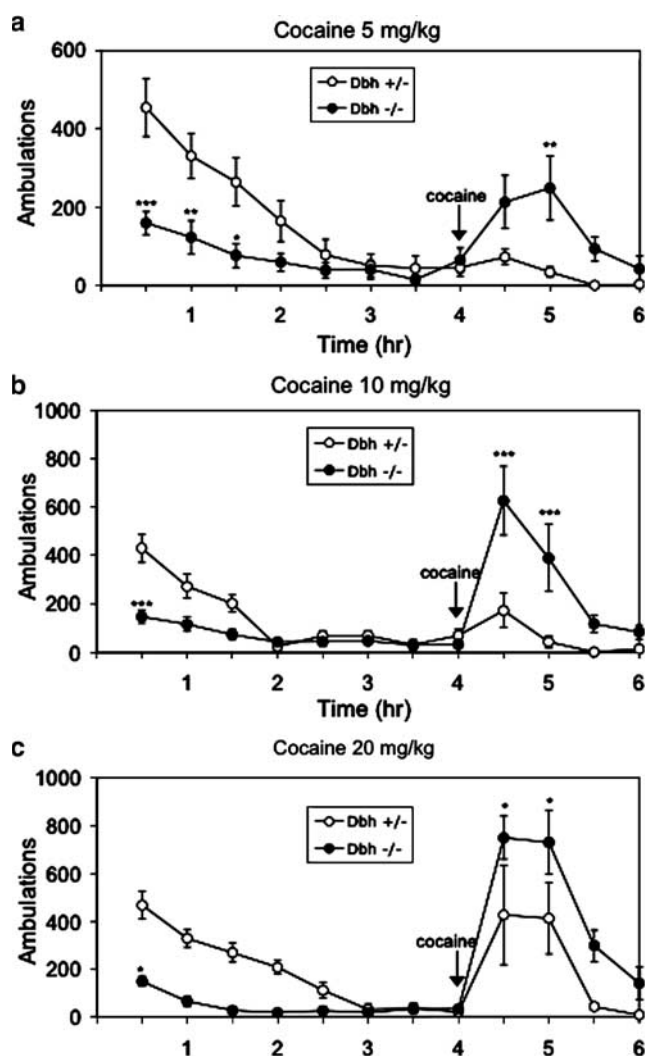 a
Cocaine 5 mg/kg
600
400
200
0
Ambulations
Dbh +/-
Dbh -/-
***
**
*
cocaine
**
1 2 3 4 5 6
Time (hr)
b
Cocaine 10 mg/kg
1000
800
600
400
200
0
Ambulations
Dbh +/-
Dbh -/-
***
cocaine
***
***
1 2 3 4 5 6
Time (hr)
c
Cocaine 20 mg/kg
1000
800
600
400
200
0
Ambulations
Dbh +/-
Dbh -/-
*
cocaine
*
*
1 2 3 4 5 6